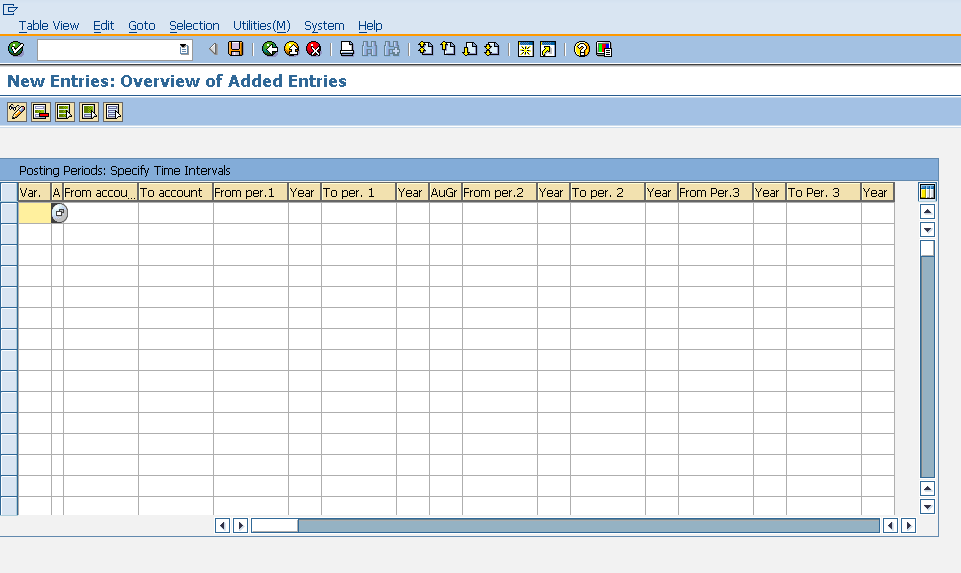 Table View Edit Goto Selection Utilities(M) System Help
New Entries: Overview of Added Entries
Posting Periods: Specify Time Intervals
Var. A From accou... To account From per.1 Year To per. 1 Year AuGr From per.2 Year To per. 2 Year From Per.3 Year To Per. 3 Year